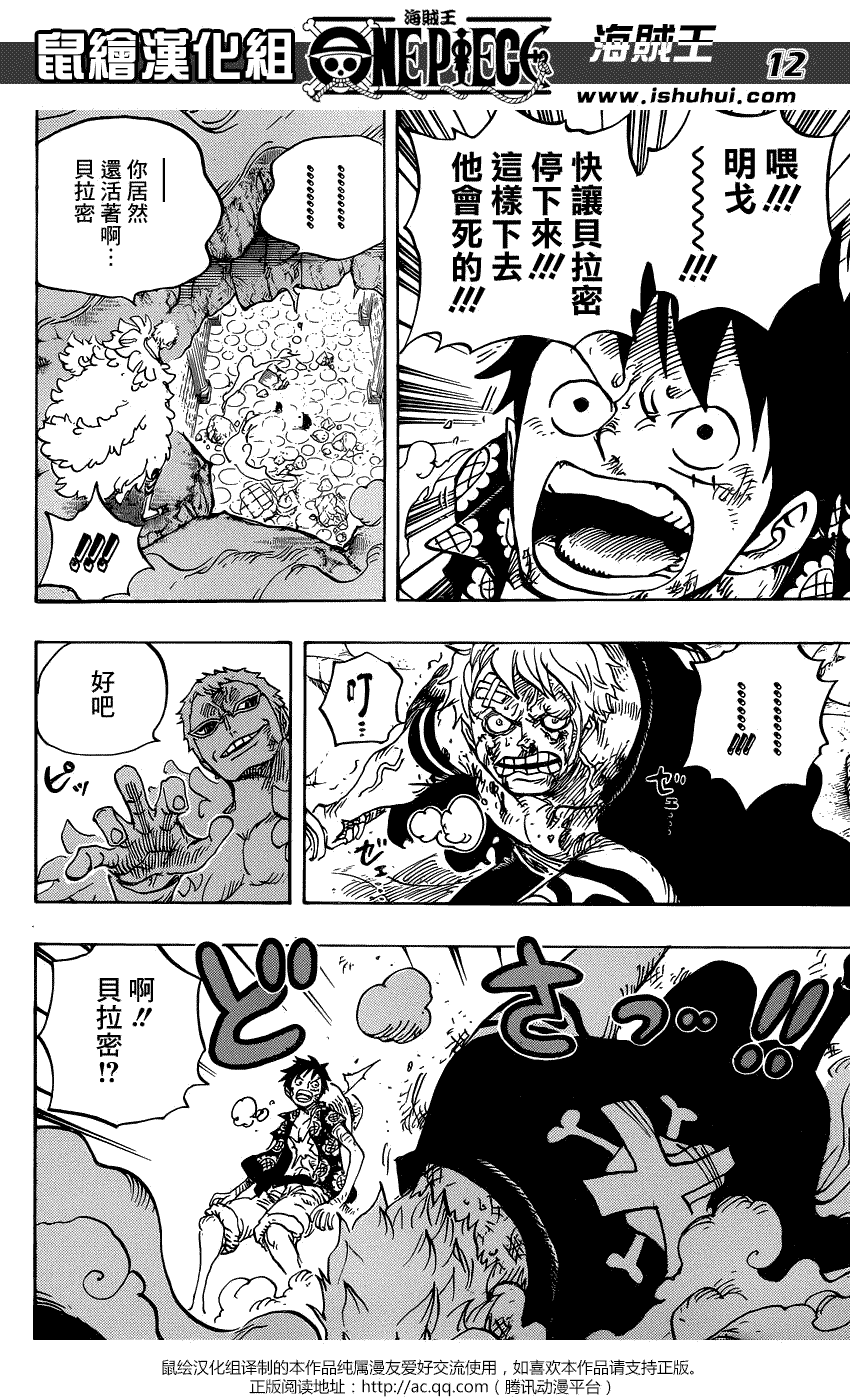 鼠繪漢化組
海賊王
ONE PIECE
海賊王
12
www.ishuhui.com
喂!!!
明戈
~~~~!!!
快讓貝拉密
停下來!!!
這樣下去
他會死的!!!
………
………
——
你居然
還活著啊…
貝拉密
!!!!
………
………!!!
叮…
ゼェ…
ゼェ…
好吧
ピッ
どさっ…!!
啊!!
貝拉密!?
鼠绘汉化组译制的本作品纯属漫友爱好交流使用，如喜欢本作品请支持正版。
正版阅读地址：http://ac.qq.com（腾讯动漫平台）